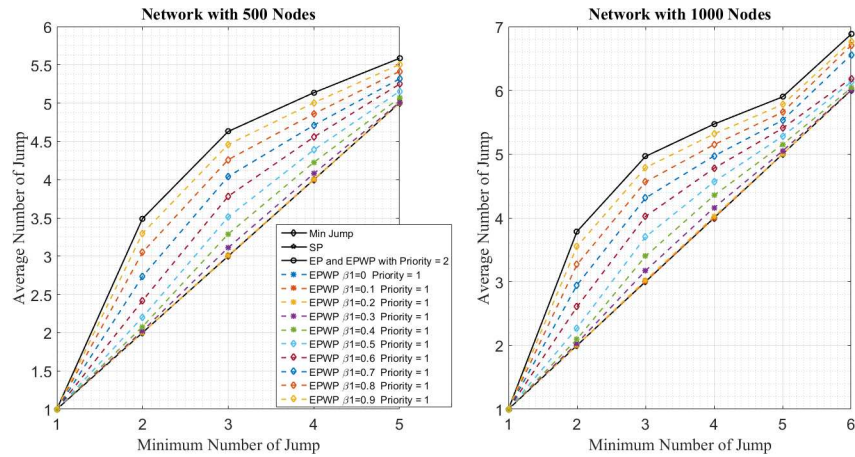 Network with 500 Nodes
6
5.5
5
4.5
4
3.5
3
2.5
2
1.5
1
Average Number of Jump
1 2 3 4 5
Minimum Number of Jump
Min Jump
SP
EP and EPWP with Priority = 2
EPWP β1=0 Priority = 1
EPWP β1=0.1 Priority = 1
EPWP β1=0.2 Priority = 1
EPWP β1=0.3 Priority = 1
EPWP β1=0.4 Priority = 1
EPWP β1=0.5 Priority = 1
EPWP β1=0.6 Priority = 1
EPWP β1=0.7 Priority = 1
EPWP β1=0.8 Priority = 1
EPWP β1=0.9 Priority = 1
Network with 1000 Nodes
7
6
5
4
3
2
1
Average Number of Jump
1 2 3 4 5 6
Minimum Number of Jump